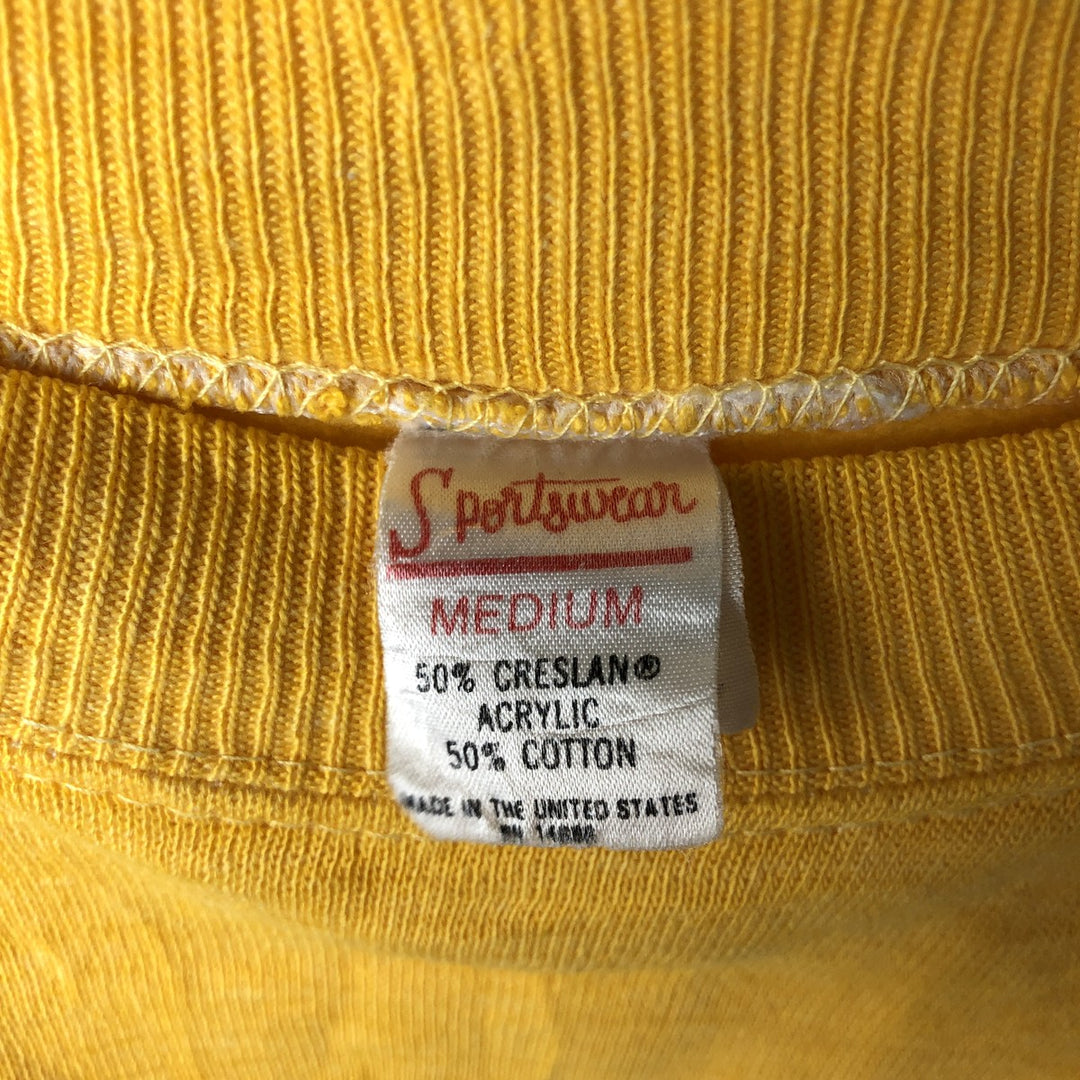 Sportswear
MEDIUM
50% CRESLAN®
ACRYLIC
50% COTTON
MADE IN THE UNITED STATES